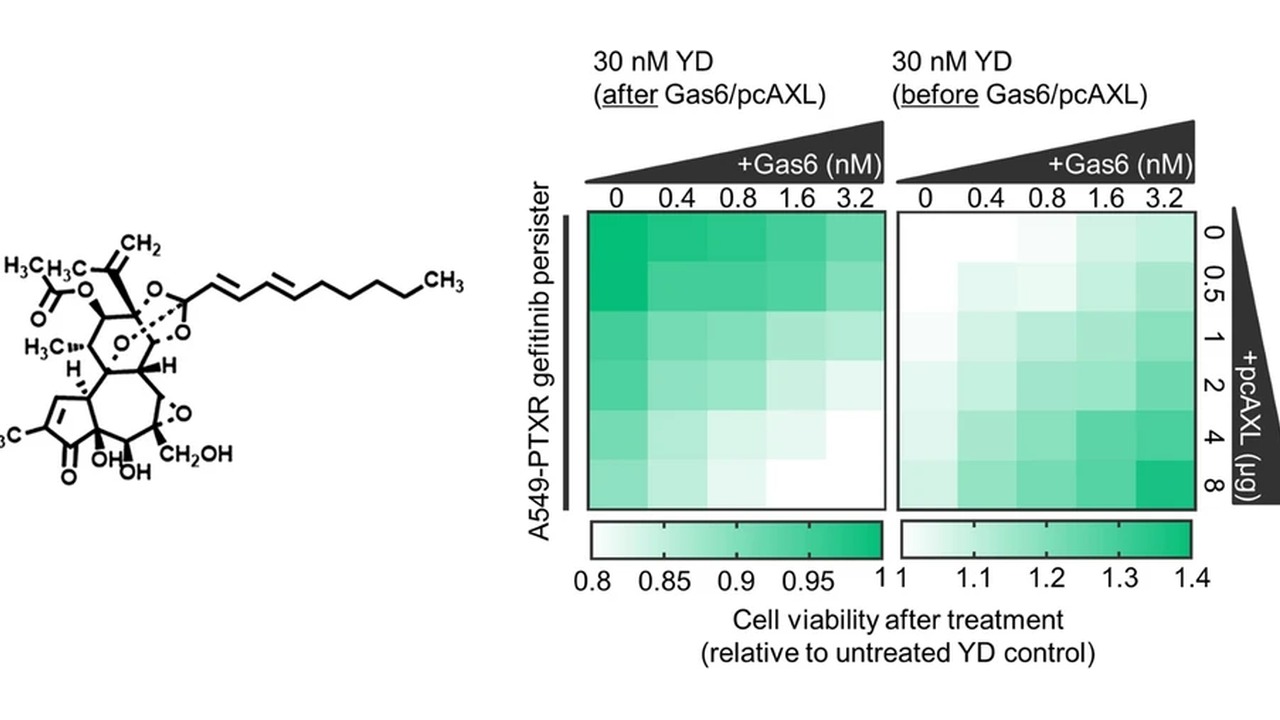 30 nM YD
(after Gas6/pcAXL)
30 nM YD
(before Gas6/pcAXL)
+Gas6 (nM)
+Gas6 (nM)
0 0.4 0.8 1.6 3.2
0 0.4 0.8 1.6 3.2
A549-PTXR gefitinib persister
0
0.5
1
2
4
8
+pcAXL (µg)
0.8 0.85 0.9 0.95 1
1 1.1 1.2 1.3 1.4
Cell viability after treatment
(relative to untreated YD control)
CH2
H3C
H3C
O
O
CH3
O
O
O
H3C
H
H
O
3C
O
OH
OH
CH2OH